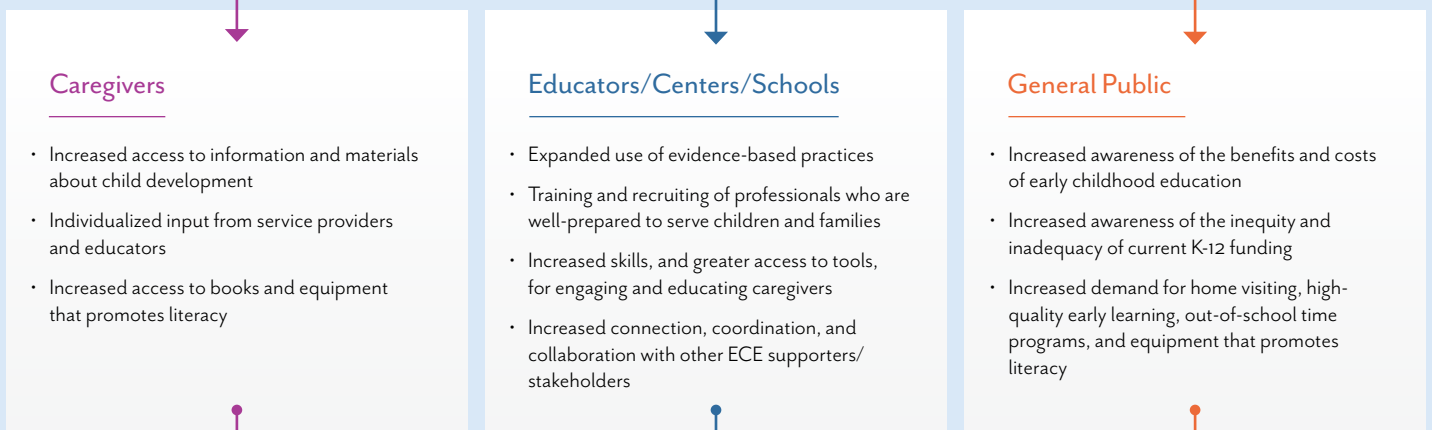 Caregivers
• Increased access to information and materials
about child development
• Individualized input from service providers
and educators
• Increased access to books and equipment
that promotes literacy
Educators/Centers/Schools
• Expanded use of evidence-based practices
• Training and recruiting of professionals who are
well-prepared to serve children and families
• Increased skills, and greater access to tools,
for engaging and educating caregivers
• Increased connection, coordination, and
collaboration with other ECE supporters/
stakeholders
General Public
• Increased awareness of the benefits and costs
of early childhood education
• Increased awareness of the inequity and
inadequacy of current K-12 funding
• Increased demand for home visiting, high-
quality early learning, out-of-school time
programs, and equipment that promotes
literacy